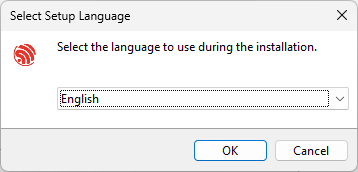 Select Setup Language
Select the language to use during the installation.
English
OK
Cancel